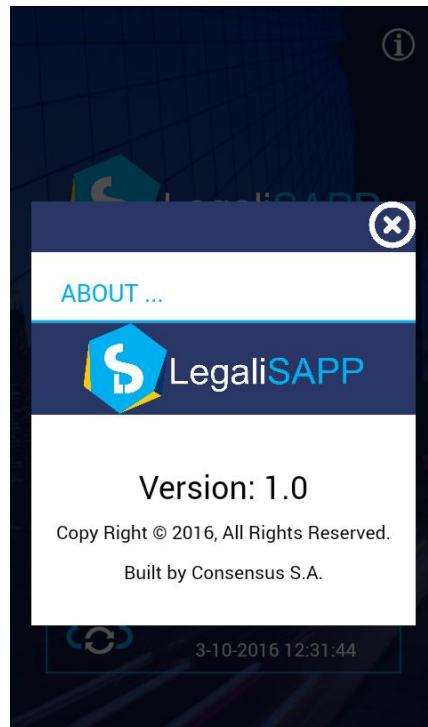 LegaliSAPP
ABOUT ...
LegaliSAPP
Version: 1.0
Copy Right © 2016, All Rights Reserved.
Built by Consensus S.A.
3-10-2016 12:31:44